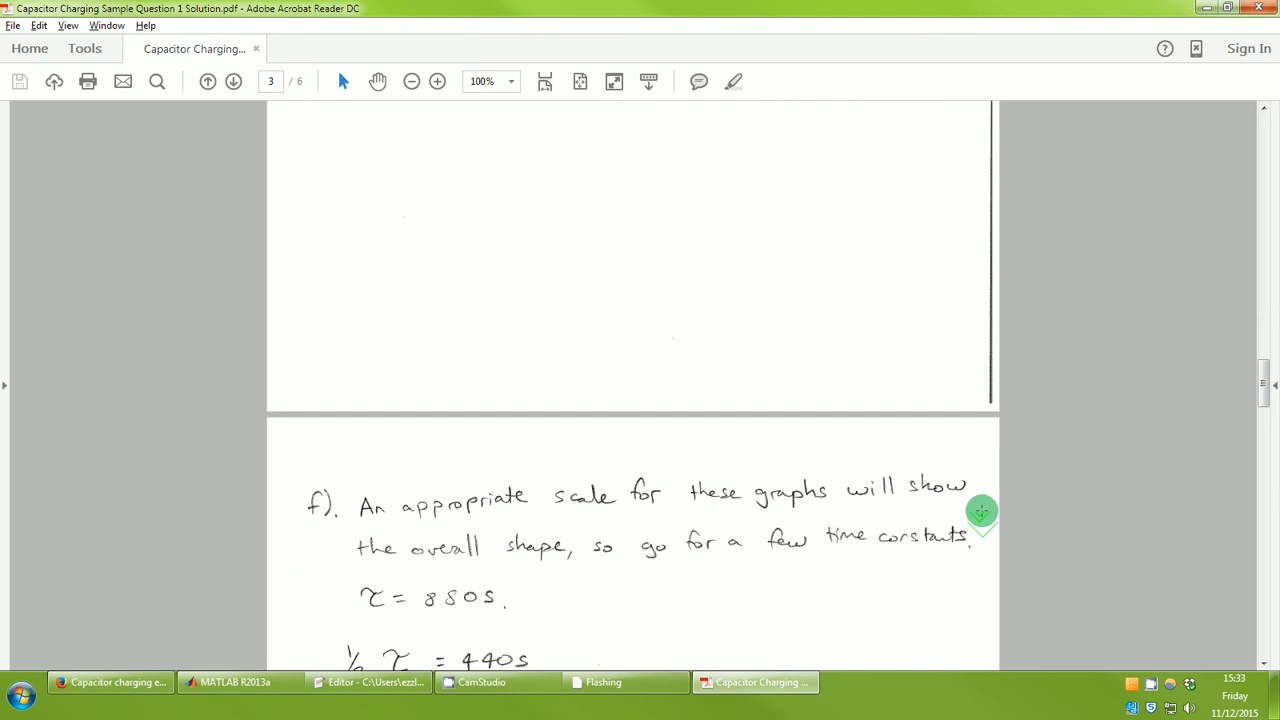 Capacitor Charging Sample Question 1 Solution.pdf - Adobe Acrobat Reader DC
File Edit View Window Help
Home Tools Capacitor Charging... × Sign In
3 / 6 100%
f). An appropriate scale for these graphs will show
the overall shape, so go for a few time constants.
τ = 880s.
1/2 τ = 440s
Capacitor charging e... MATLAB R2013a Editor - C:\Users\ezzl... CamStudio Flashing Capacitor Charging ...
15:33
Friday
11/12/2015